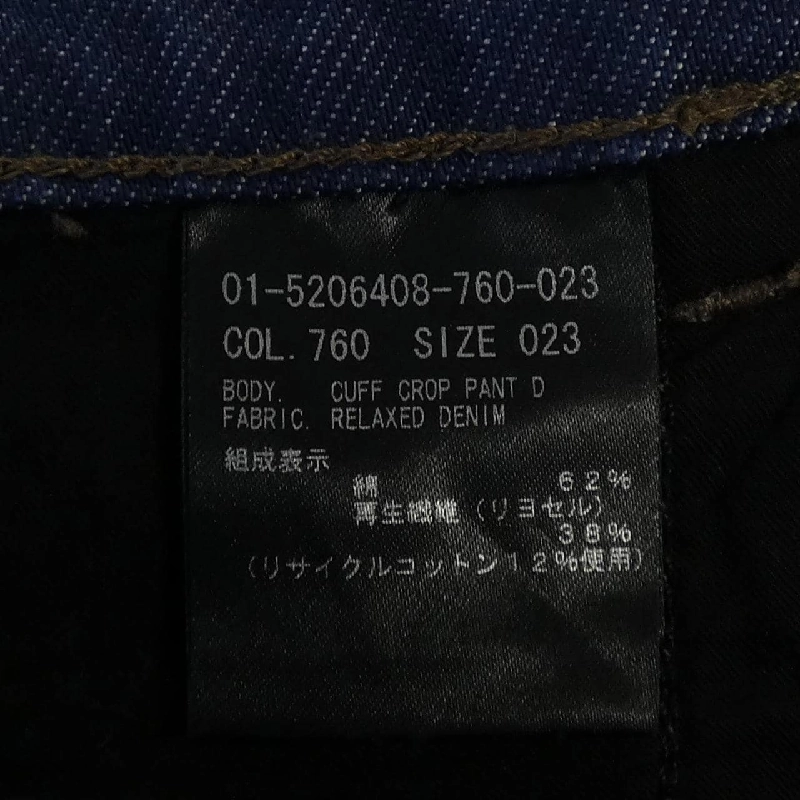 01-5206408-760-023
COL. 760 SIZE 023
BODY. CUFF CROP PANT D
FABRIC. RELAXED DENIM
組成表示
綿 62%
再生繊維(リヨセル)
38%
(リサイクルコットン12%使用)